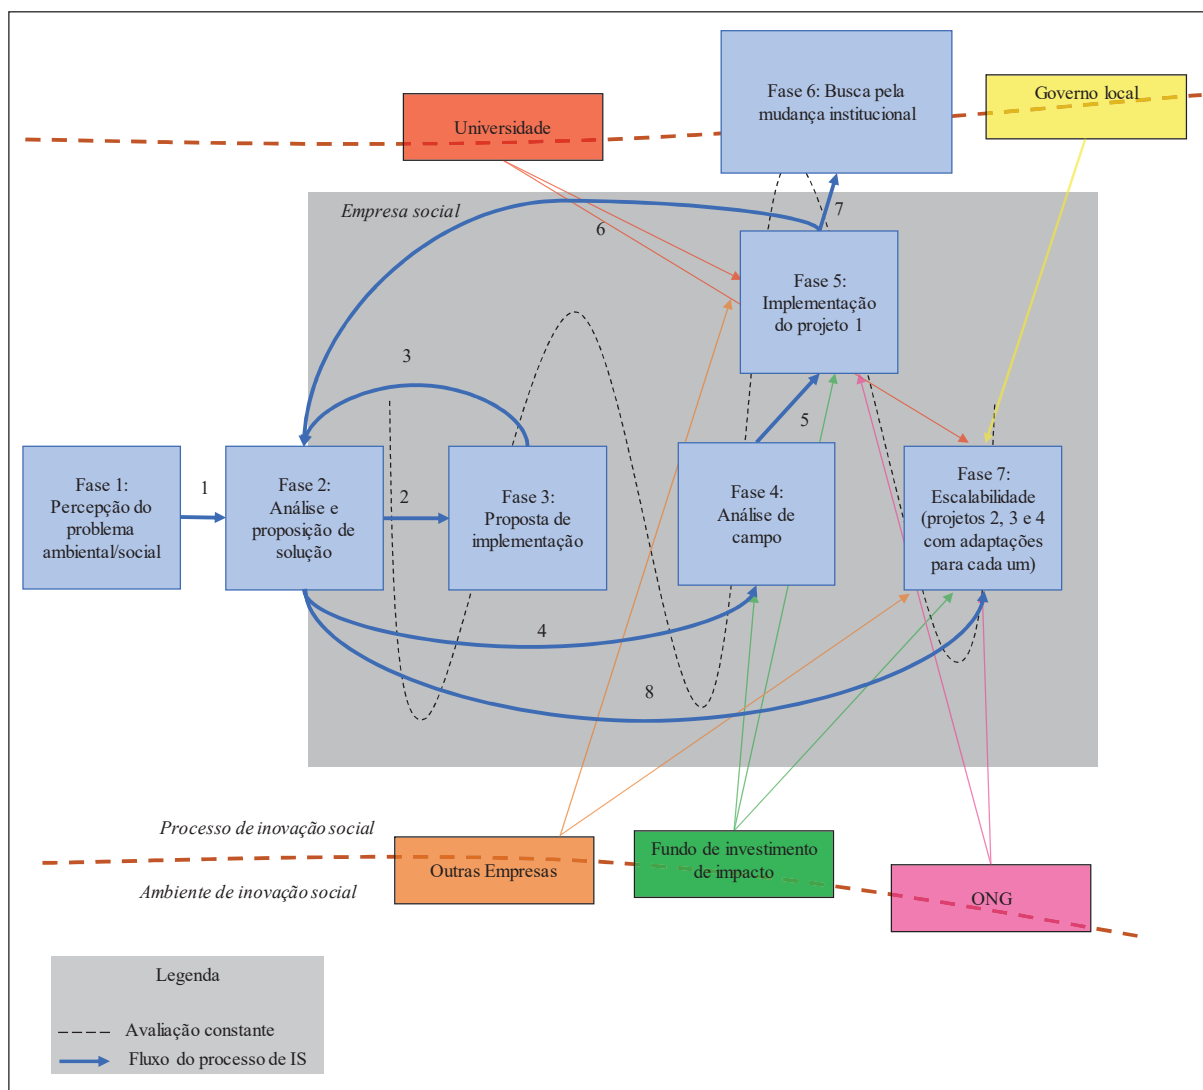 Fase 6: Busca pela
mudança institucional
Governo local
Universidade
Empresa social
7
6
Fase 5:
Implementação
do projeto 1
3
5
Fase 1:
Percepção do
problema
ambiental/social
1
Fase 2:
Análise e
proposição de
solução
2
Fase 3:
Proposta de
implementação
Fase 4:
Análise de
campo
Fase 7:
Escalabilidade
(projetos 2, 3 e 4
com adaptações
para cada um)
4
8
Processo de inovação social
Ambiente de inovação social
Outras Empresas
Fundo de investimento
de impacto
ONG
Legenda
Avaliação constante
Fluxo do processo de IS